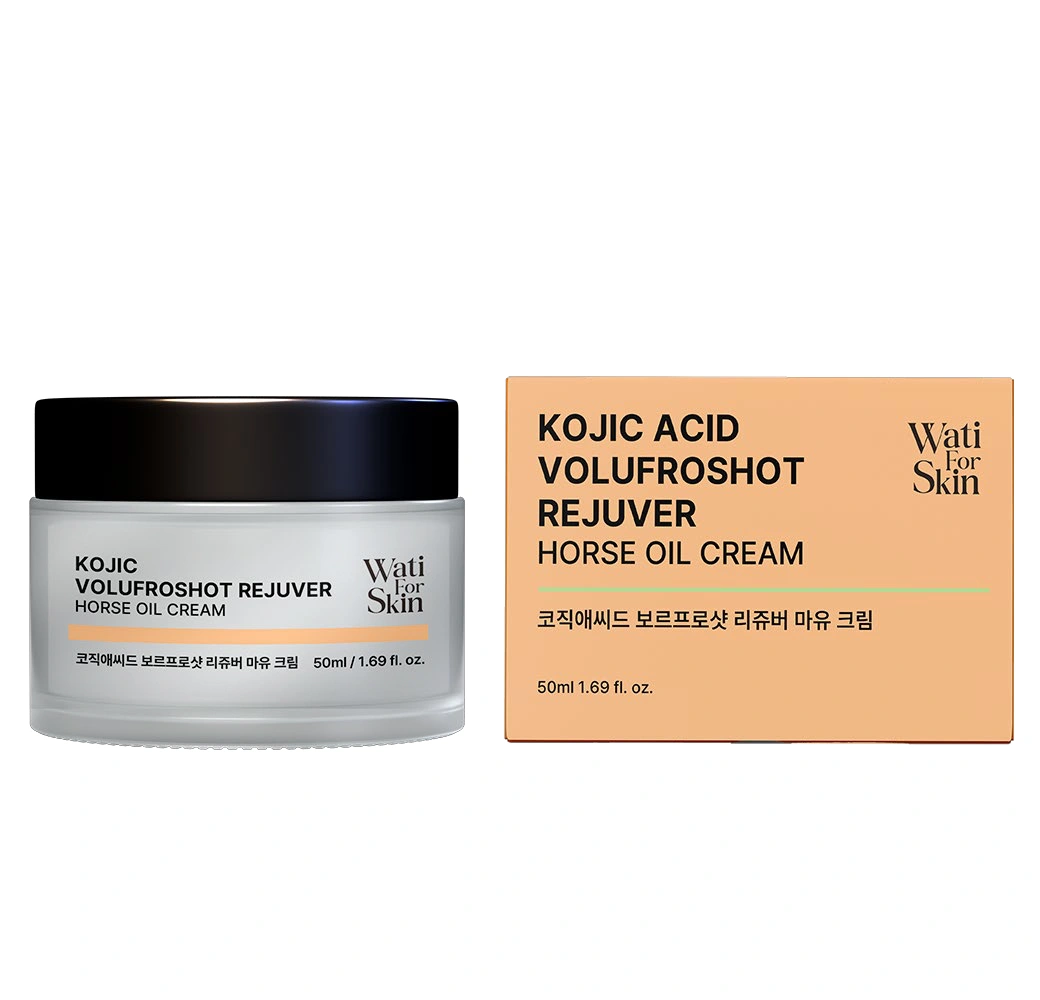 KOJIC
VOLUFROSHOT REJUVER
HORSE OIL CREAM
Wati
For
Skin
코직애씨드 보르프로샷 리쥬버 마유 크림 50ml / 1.69 fl. oz.
KOJIC ACID
VOLUFROSHOT
REJUVER
HORSE OIL CREAM
Wati
For
Skin
코직애씨드 보르프로샷 리쥬버 마유 크림
50ml 1.69 fl. oz.